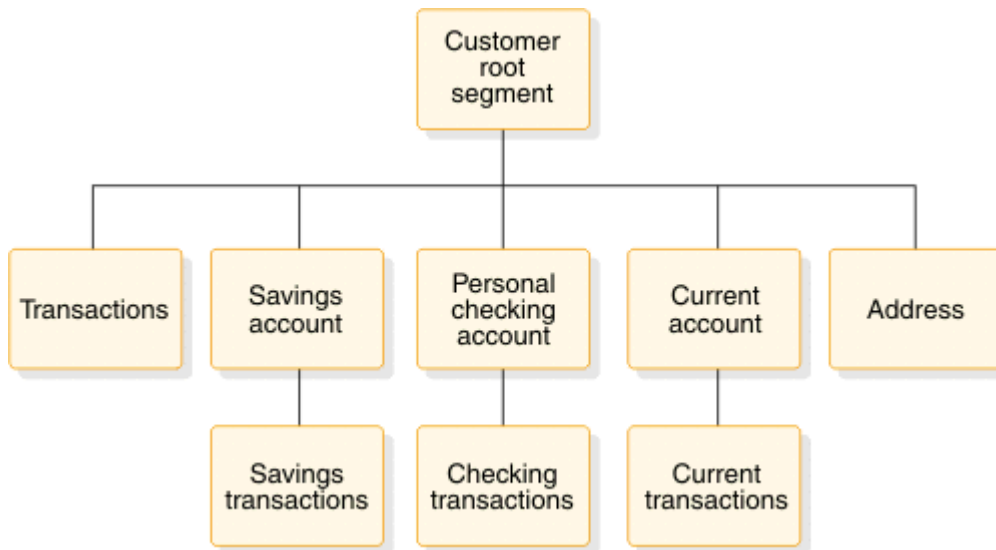 Customer
root
segment
Transactions
Savings
account
Personal
checking
account
Current
account
Address
Savings
transactions
Checking
transactions
Current
transactions